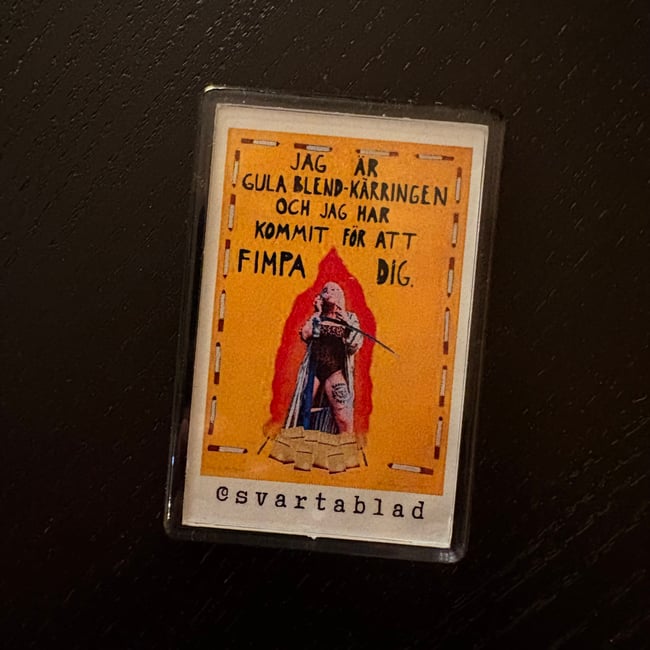 JAG ÄR
GULA BLEND-KÄRRINGEN
OCH JAG HAR
KOMMIT FÖR ATT
FIMPA DIG.
@svartablad